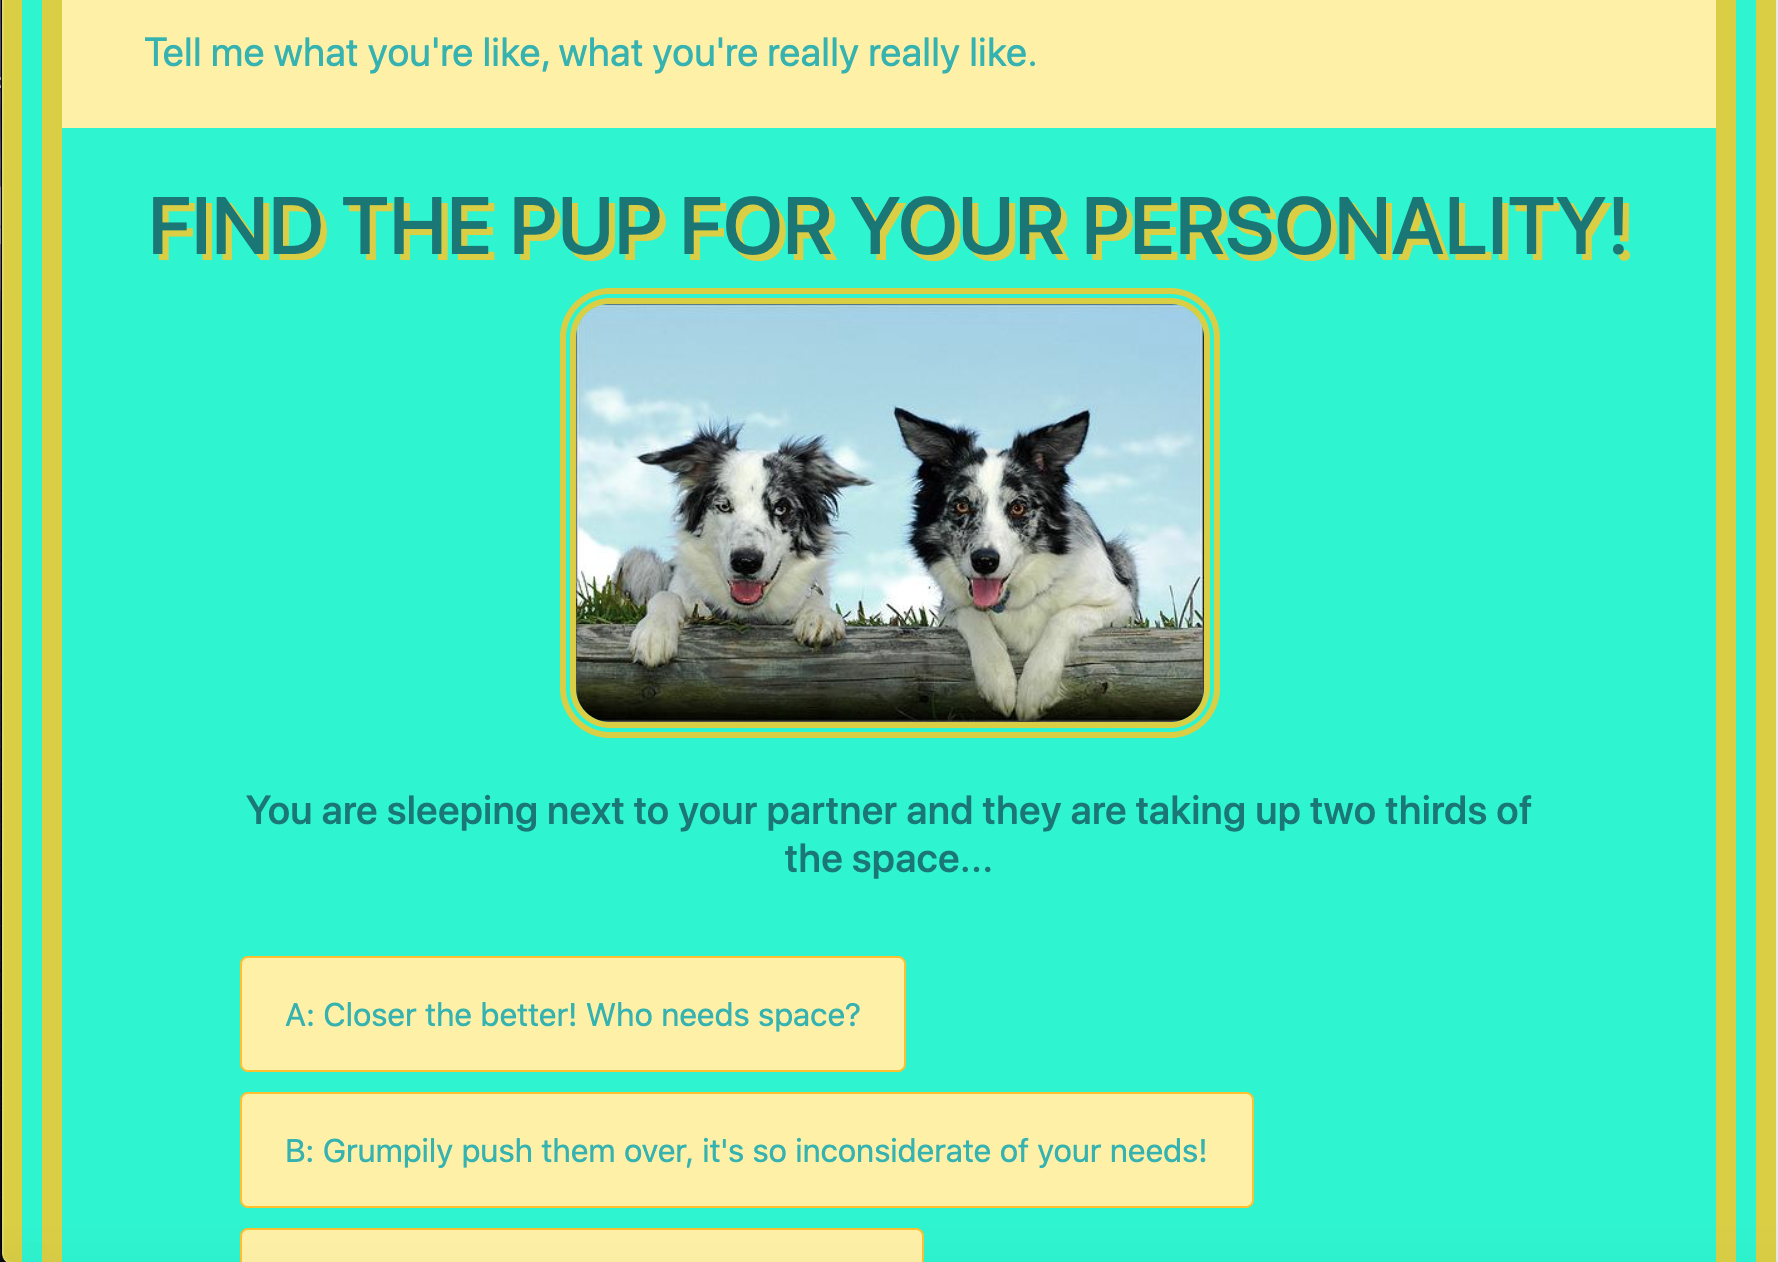 Tell me what you're like, what you're really really like.
FIND THE PUP FOR YOUR PERSONALITY!
You are sleeping next to your partner and they are taking up two thirds of
the space...
A: Closer the better! Who needs space?
B: Grumpily push them over, it's so inconsiderate of your needs!